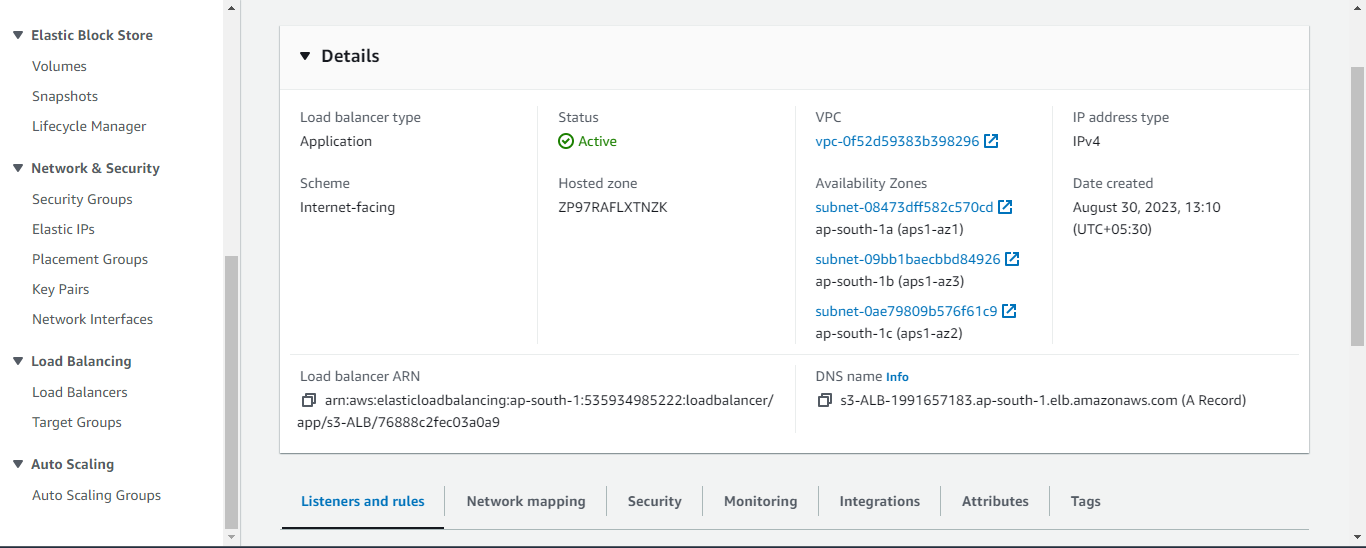 Elastic Block Store
Volumes
Snapshots
Lifecycle Manager
Network & Security
Security Groups
Elastic IPs
Placement Groups
Key Pairs
Network Interfaces
Load Balancing
Load Balancers
Target Groups
Auto Scaling
Auto Scaling Groups
Details
Load balancer type
Application
Status
Active
VPC
vpc-0f52d59383b398296
IP address type
IPv4
Scheme
Internet-facing
Hosted zone
ZP97RAFLXTNZK
Availability Zones
subnet-08473dff582c570cd
ap-south-1a (aps1-az1)
subnet-09bb1baecbbd84926
ap-south-1b (aps1-az3)
subnet-0ae79809b576f61c9
ap-south-1c (aps1-az2)
Date created
August 30, 2023, 13:10
(UTC+05:30)
Load balancer ARN
arn:aws:elasticloadbalancing:ap-south-1:535934985222:loadbalancer/
app/s3-ALB/76888c2fec03a0a9
DNS name Info
s3-ALB-1991657183.ap-south-1.elb.amazonaws.com (A Record)
Listeners and rules
Network mapping
Security
Monitoring
Integrations
Attributes
Tags